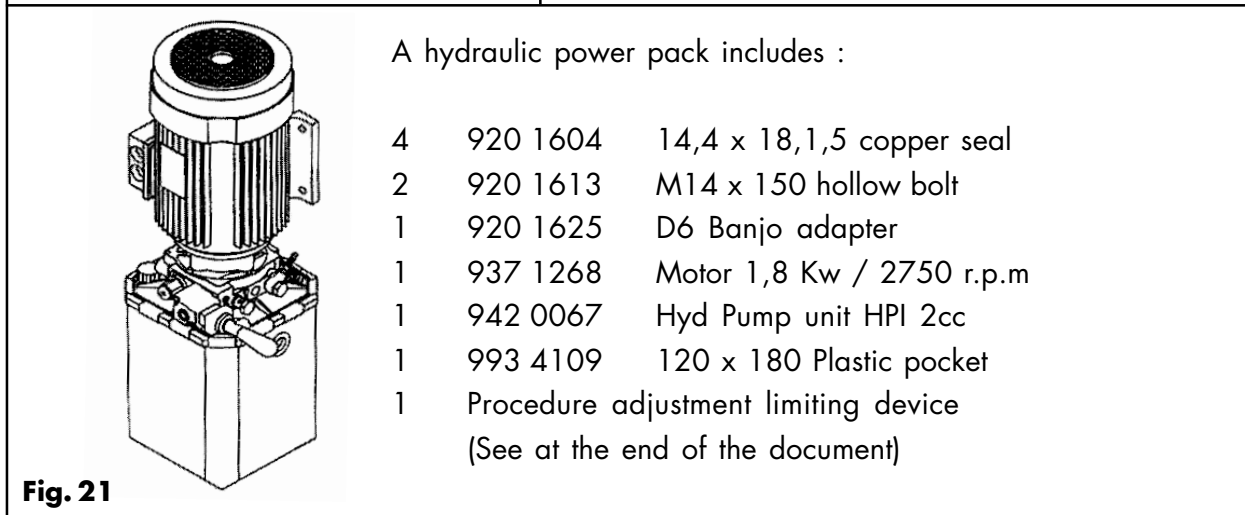 A hydraulic power pack includes :
4 920 1604 14,4 x 18,1,5 copper seal
2 920 1613 M14 x 150 hollow bolt
1 920 1625 D6 Banjo adapter
1 937 1268 Motor 1,8 Kw / 2750 r.p.m
1 942 0067 Hyd Pump unit HPI 2cc
1 993 4109 120 x 180 Plastic pocket
1 Procedure adjustment limiting device
(See at the end of the document)
Fig. 21